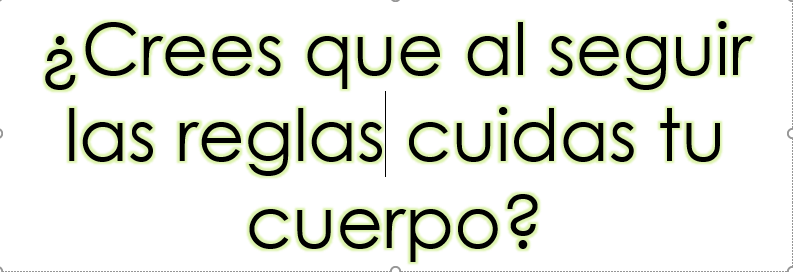 ¿Crees que al seguir
las reglas cuidas tu
cuerpo?